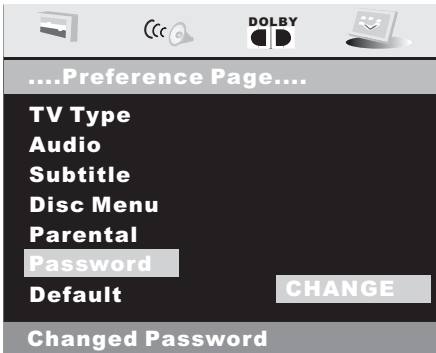 DOLBY
....Preference Page....
TV Type
Audio
Subtitle
Disc Menu
Parental
Password
Default CHANGE
Changed Password